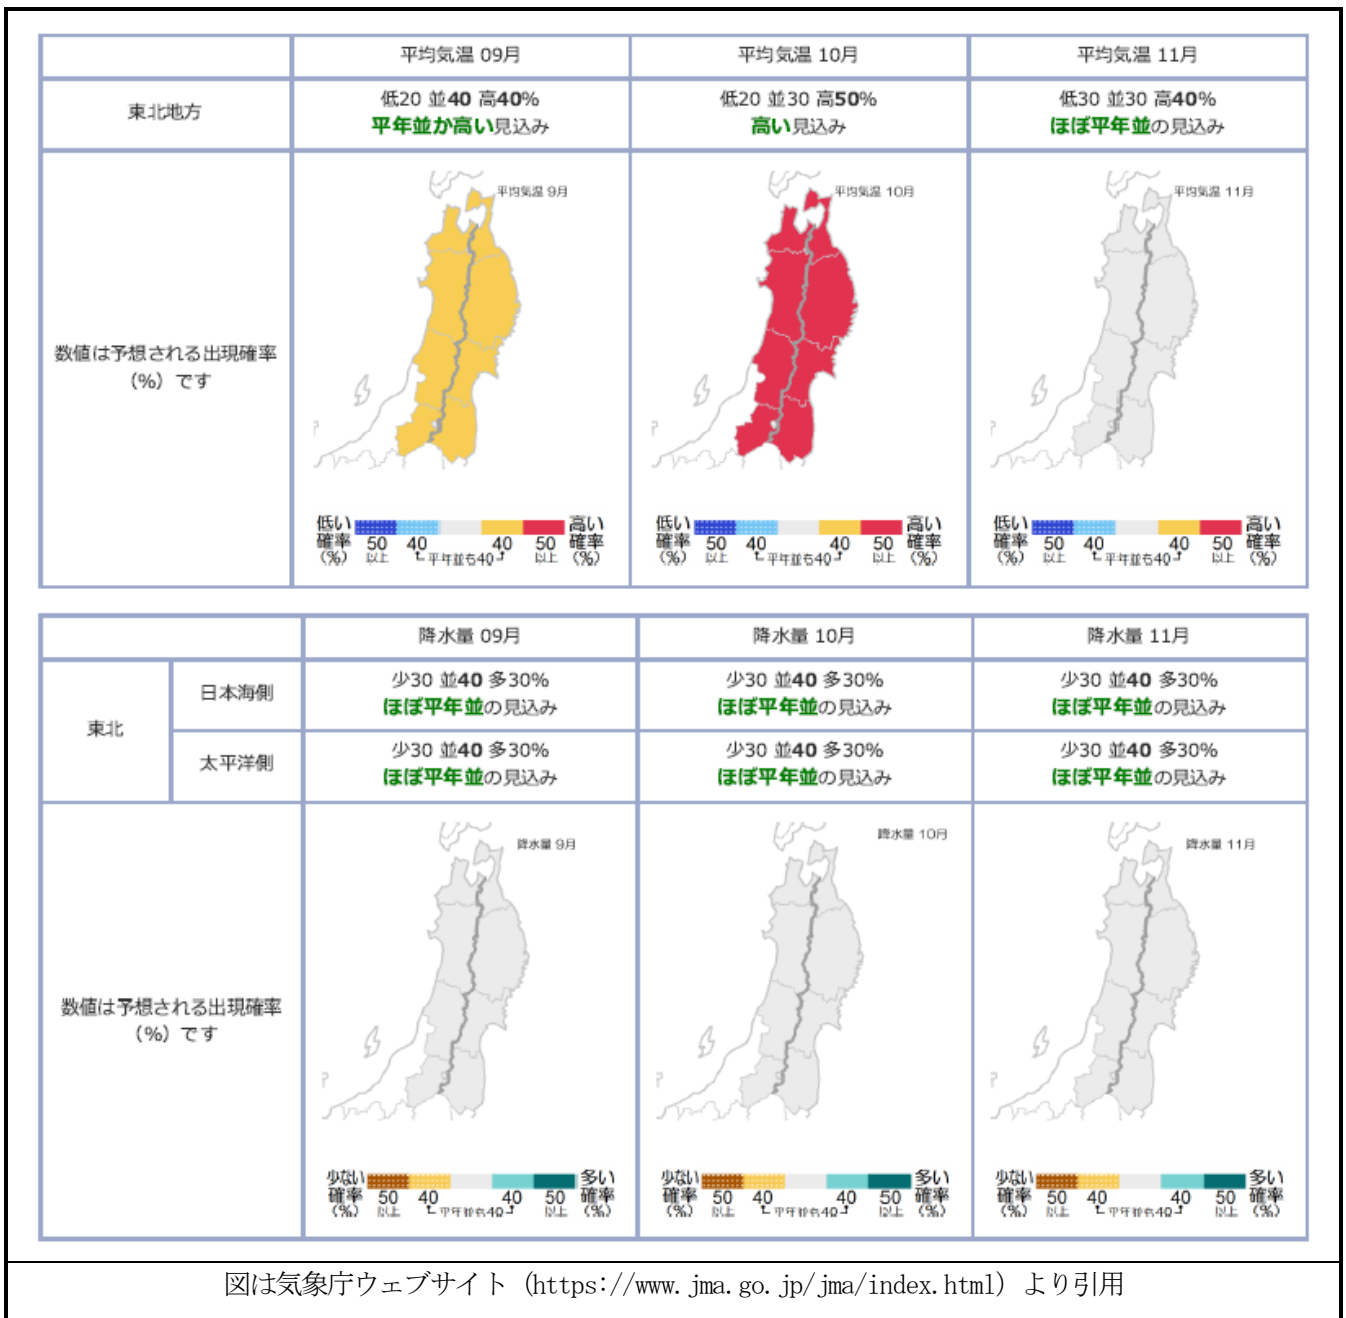 平均気温 09月 平均気温 10月 平均気温 11月
東北地方
低20 並40 高40%
平年並か高い見込み
低20 並30 高50%
高い見込み
低30 並30 高40%
ほぼ平年並の見込み
数値は予想される出現確率
（%）です
平均気温 9月
平均気温 10月
平均気温 11月
低い
確率
(%)
50
以上
40
平年並も40
40
50
以上
高い
確率
(%)
低い
確率
(%)
50
以上
40
平年並も40
40
50
以上
高い
確率
(%)
低い
確率
(%)
50
以上
40
平年並も40
40
50
以上
高い
確率
(%)
降水量 09月 降水量 10月 降水量 11月
東北
日本海側
少30 並40 多30%
ほぼ平年並の見込み
少30 並40 多30%
ほぼ平年並の見込み
少30 並40 多30%
ほぼ平年並の見込み
太平洋側
少30 並40 多30%
ほぼ平年並の見込み
少30 並40 多30%
ほぼ平年並の見込み
少30 並40 多30%
ほぼ平年並の見込み
数値は予想される出現確率
（%）です
降水量 9月
降水量 10月
降水量 11月
少ない
確率
(%)
50
以上
40
平年並も40
40
50
以上
多い
確率
(%)
少ない
確率
(%)
50
以上
40
平年並も40
40
50
以上
多い
確率
(%)
少ない
確率
(%)
50
以上
40
平年並も40
40
50
以上
多い
確率
(%)
図は気象庁ウェブサイト（https://www.jma.go.jp/jma/index.html）より引用